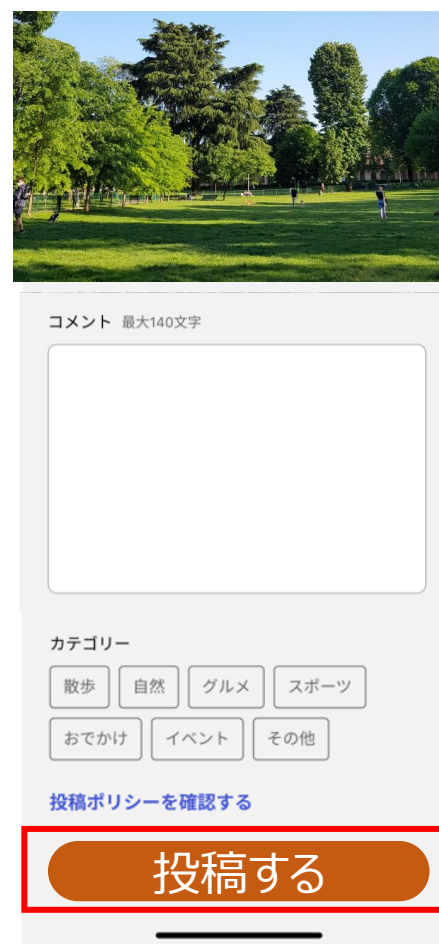 コメント 最大140文字
カテゴリー
散歩 自然 グルメ スポーツ
おでかけ イベント その他
投稿ポリシーを確認する
投稿する